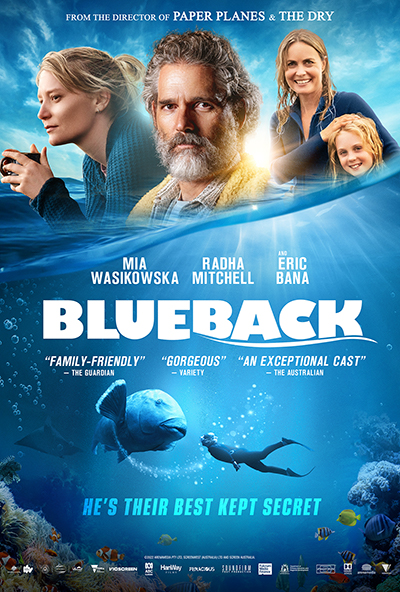 FROM THE DIRECTOR OF PAPER PLANES & THE DRY
MIA WASIKOWSKA
RADHA MITCHELL
AND ERIC BANA
BLUEBACK
“FAMILY-FRIENDLY”
— THE GUARDIAN
“GORGEOUS”
— VARIETY
“AN EXCEPTIONAL CAST”
— THE AUSTRALIAN
HE'S THEIR BEST KEPT SECRET